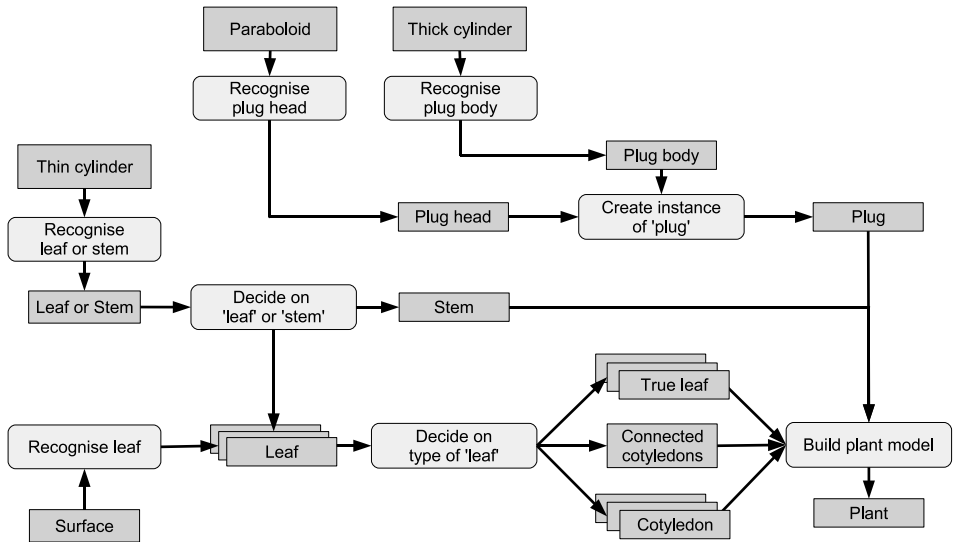 Paraboloid
Thick cylinder
Recognise
plug head
Recognise
plug body
Thin cylinder
Plug body
Recognise
leaf or stem
Plug head
Create instance
of 'plug'
Plug
Leaf or Stem
Decide on
'leaf' or 'stem'
Stem
True leaf
Recognise leaf
Leaf
Decide on
type of 'leaf'
Connected
cotyledons
Build plant model
Surface
Cotyledon
Plant